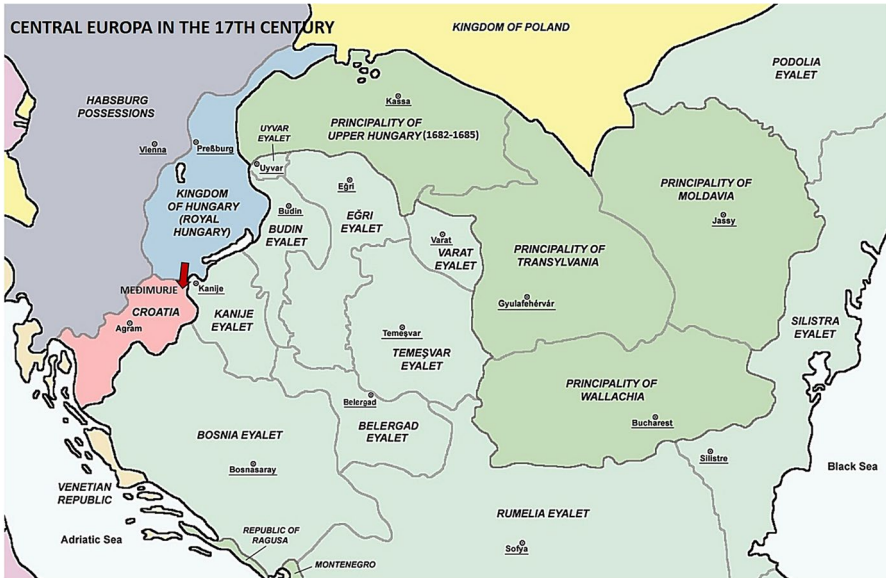 CENTRAL EUROPA IN THE 17TH CENTURY
KINGDOM OF POLAND
PODOLIA
EYALET
HABSBURG
POSSESSIONS
Kassa
PRINCIPALITY OF
UPPER HUNGARY (1682-1685)
Vienna
Preßburg
UYVAR
EYALET
Uyvar
KINGDOM
OF HUNGARY
(ROYAL
HUNGARY)
Eğri
Budin
BUDIN
EYALET
EĞRI
EYALET
Varat
VARAT
EYALET
PRINCIPALITY OF
MOLDAVIA
Jassy
PRINCIPALITY OF
TRANSYLVANIA
Gyulafehérvár
MEDIMURJE
Kanije
CROATIA
Agram
KANIJE
EYALET
Temeşvar
TEMEŞVAR
EYALET
SILISTRA
EYALET
PRINCIPALITY OF
WALLACHIA
Bucharest
Belergad
BELERGAD
EYALET
BOSNIA EYALET
Bosnasaray
Silistre
Black Sea
VENETIAN
REPUBLIC
Adriatic Sea
REPUBLIC OF
RAGUSA
MONTENEGRO
RUMELIA EYALET
Sofya